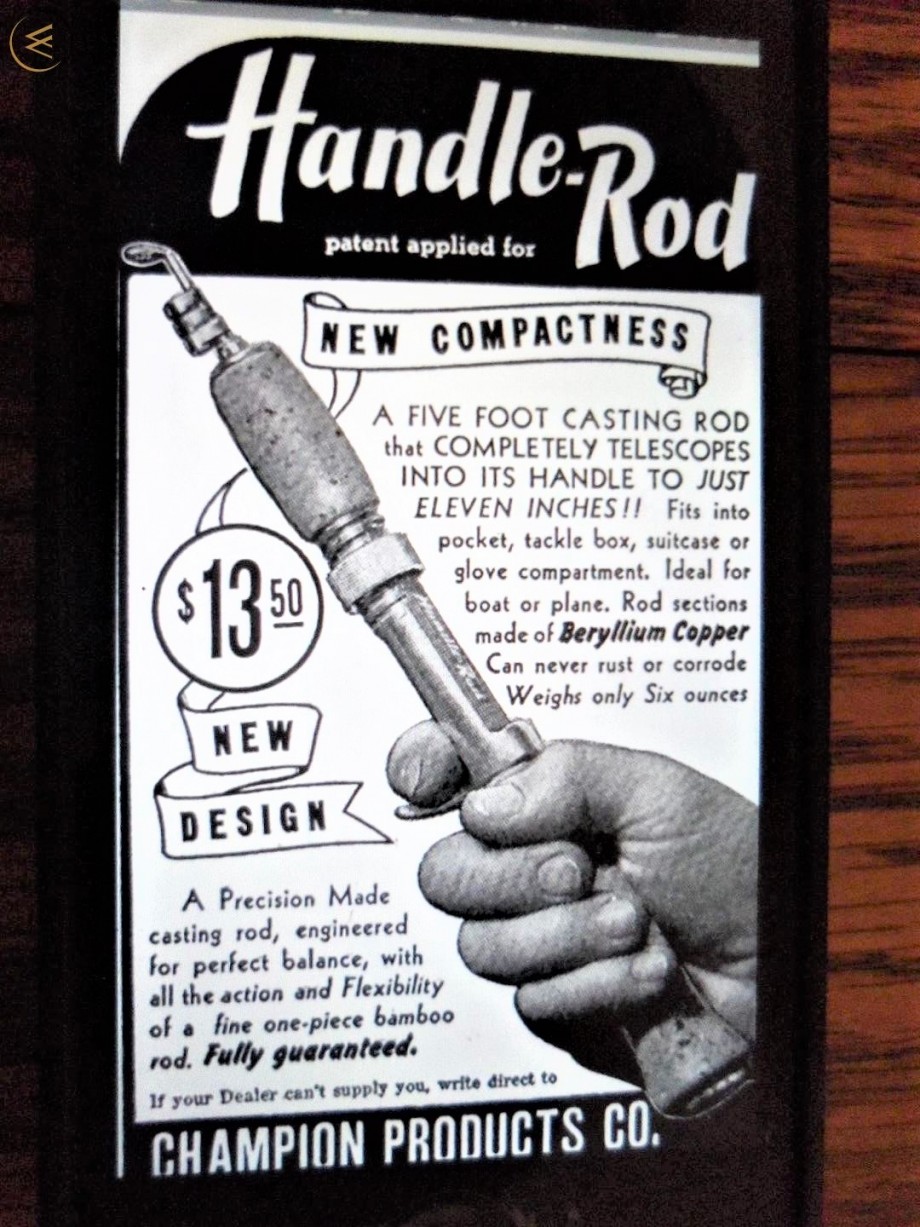 Handle-Rod
patent applied for
NEW COMPACTNESS
A FIVE FOOT CASTING ROD
that COMPLETELY TELESCOPES
INTO ITS HANDLE TO JUST
ELEVEN INCHES!! Fits into
pocket, tackle box, suitcase or
glove compartment. Ideal for
boat or plane. Rod sections
made of Beryllium Copper
Can never rust or corrode
Weighs only Six ounces
$13 50
NEW
DESIGN
A Precision Made
casting rod, engineered
for perfect balance, with
all the action and Flexibility
of a fine one-piece bamboo
rod. Fully guaranteed.
If your Dealer can't supply you, write direct to
CHAMPION PRODUCTS CO.